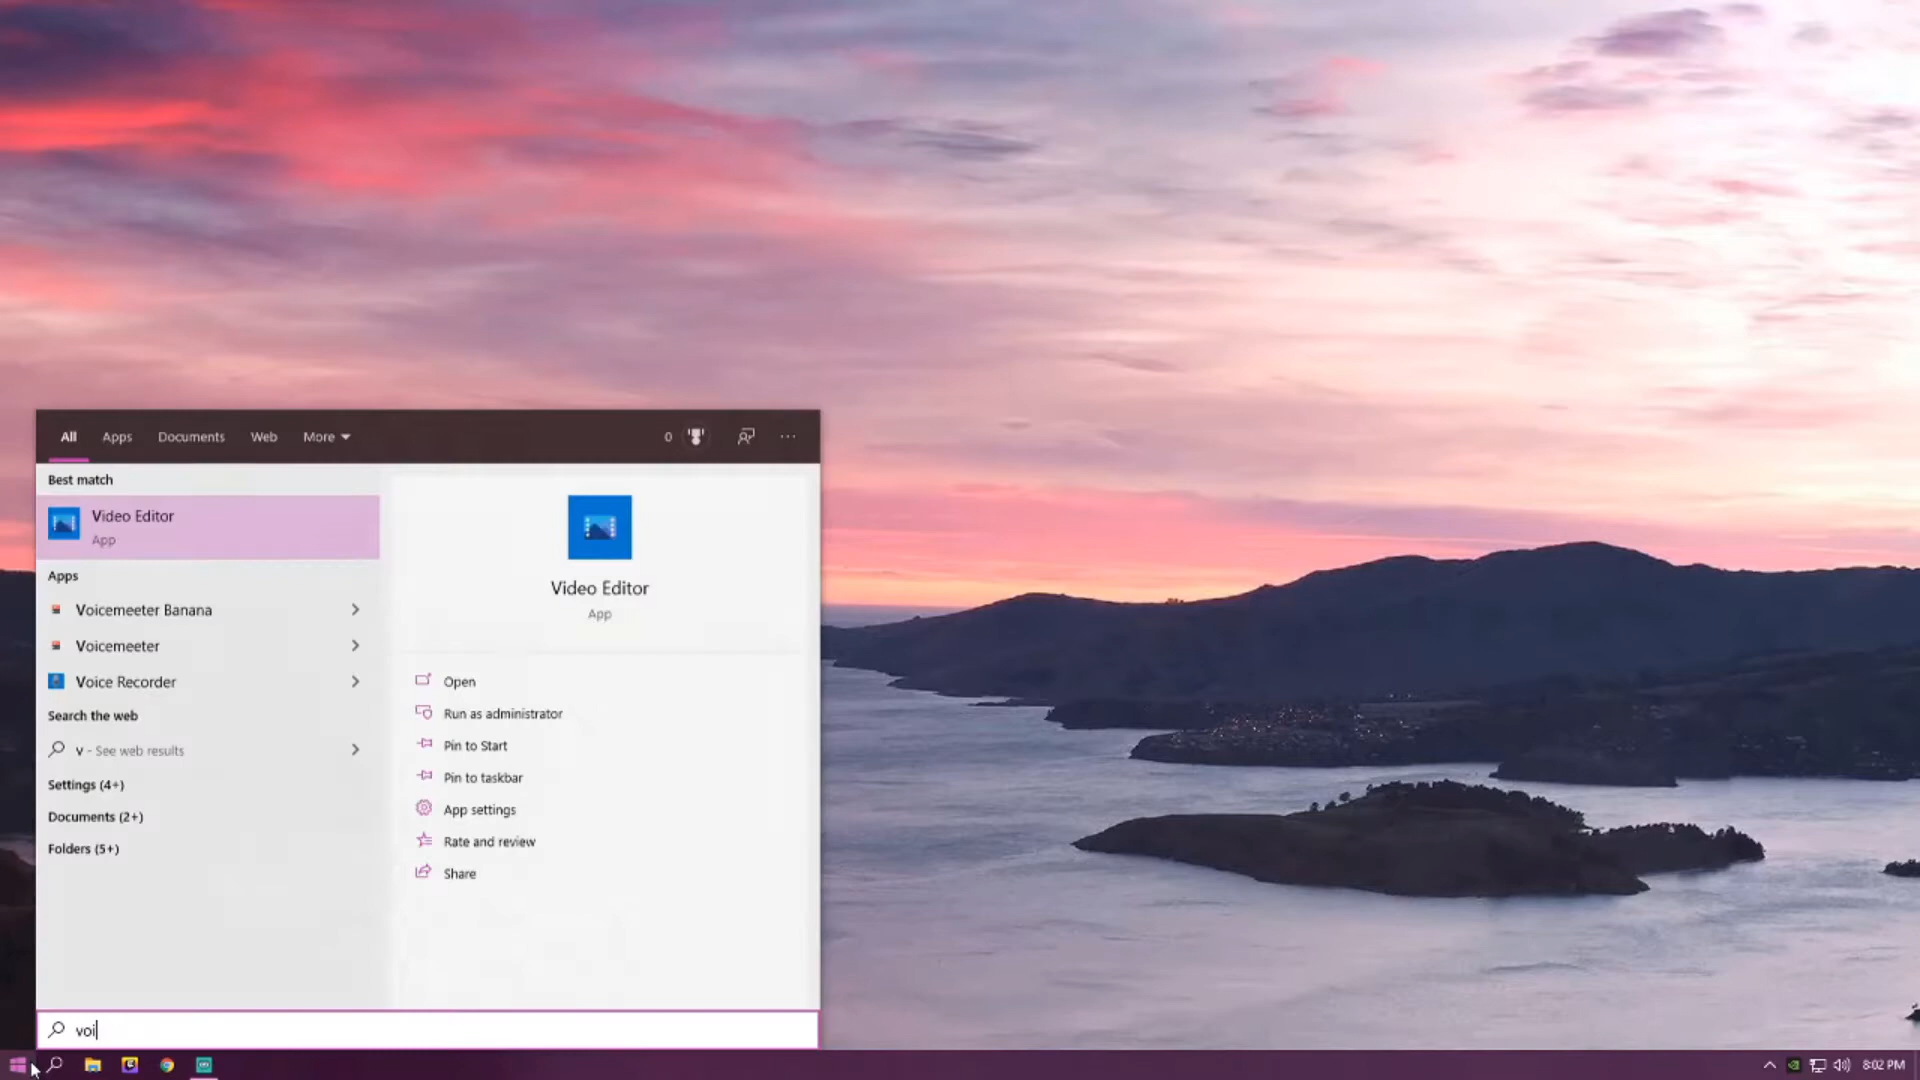 All Apps Documents Web More 0 ...
Best match
Video Editor
App
Apps
Voicemeeter Banana
Voicemeeter
Voice Recorder
Search the web
v - See web results
Settings (4+)
Documents (2+)
Folders (5+)
Video Editor
App
Open
Run as administrator
Pin to Start
Pin to taskbar
App settings
Rate and review
Share
voi
8:02 PM